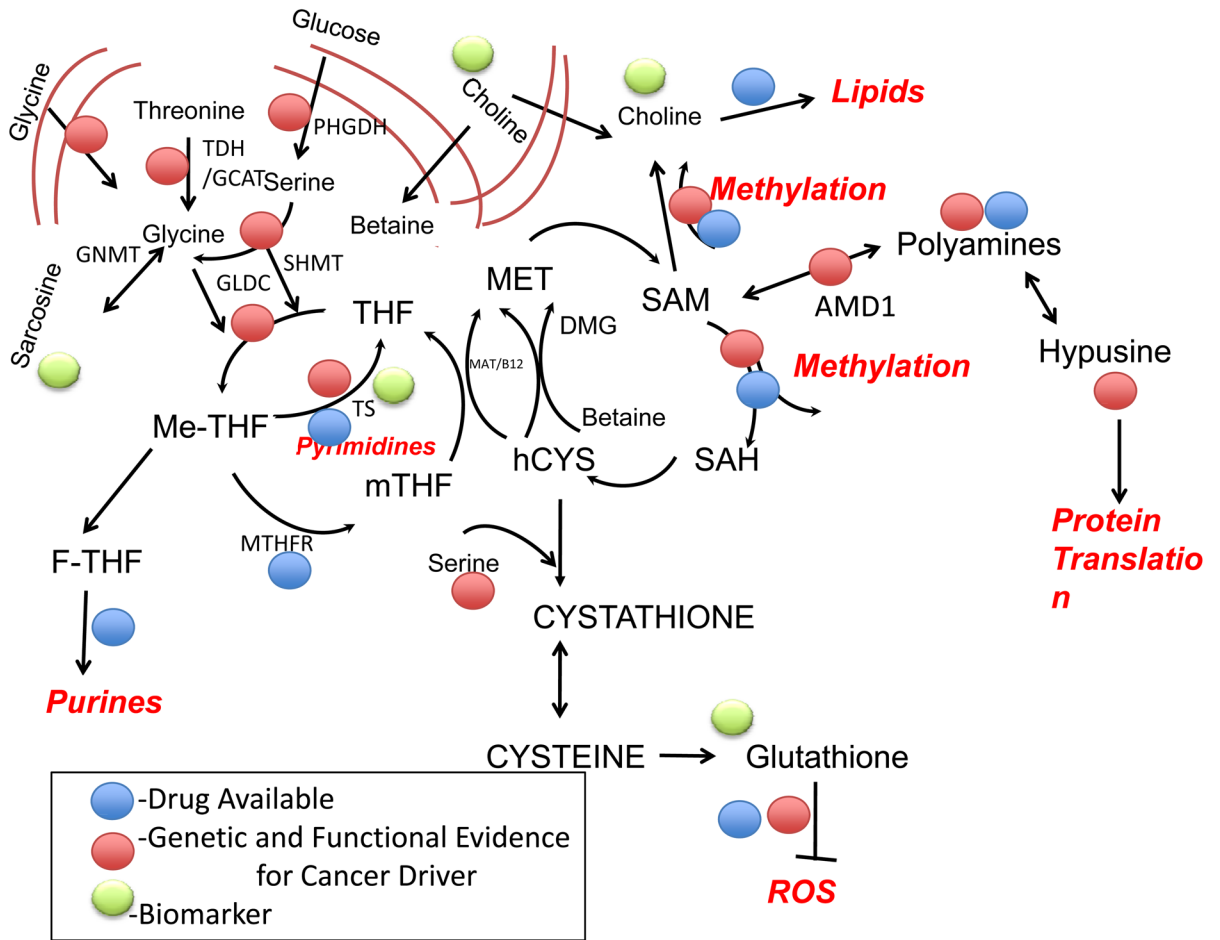 Glucose
Glycine
Choline
Choline
Lipids
Threonine
PHGDH
TDH
/GCAT
Serine
Methylation
Glycine
Betaine
Polyamines
GNMT
SHMT
GLDC
MET
SAM
AMD1
Sarcosine
THF
DMG
Hypusine
MAT/B12
Methylation
Me-THF
TS
Betaine
Pyrimidines
hCYS
SAH
mTHF
Protein
Translatio
n
MTHFR
F-THF
Serine
CYSTATHIONE
Purines
CYSTEINE
Glutathione
-Drug Available
-Genetic and Functional Evidence
for Cancer Driver
-Biomarker
ROS